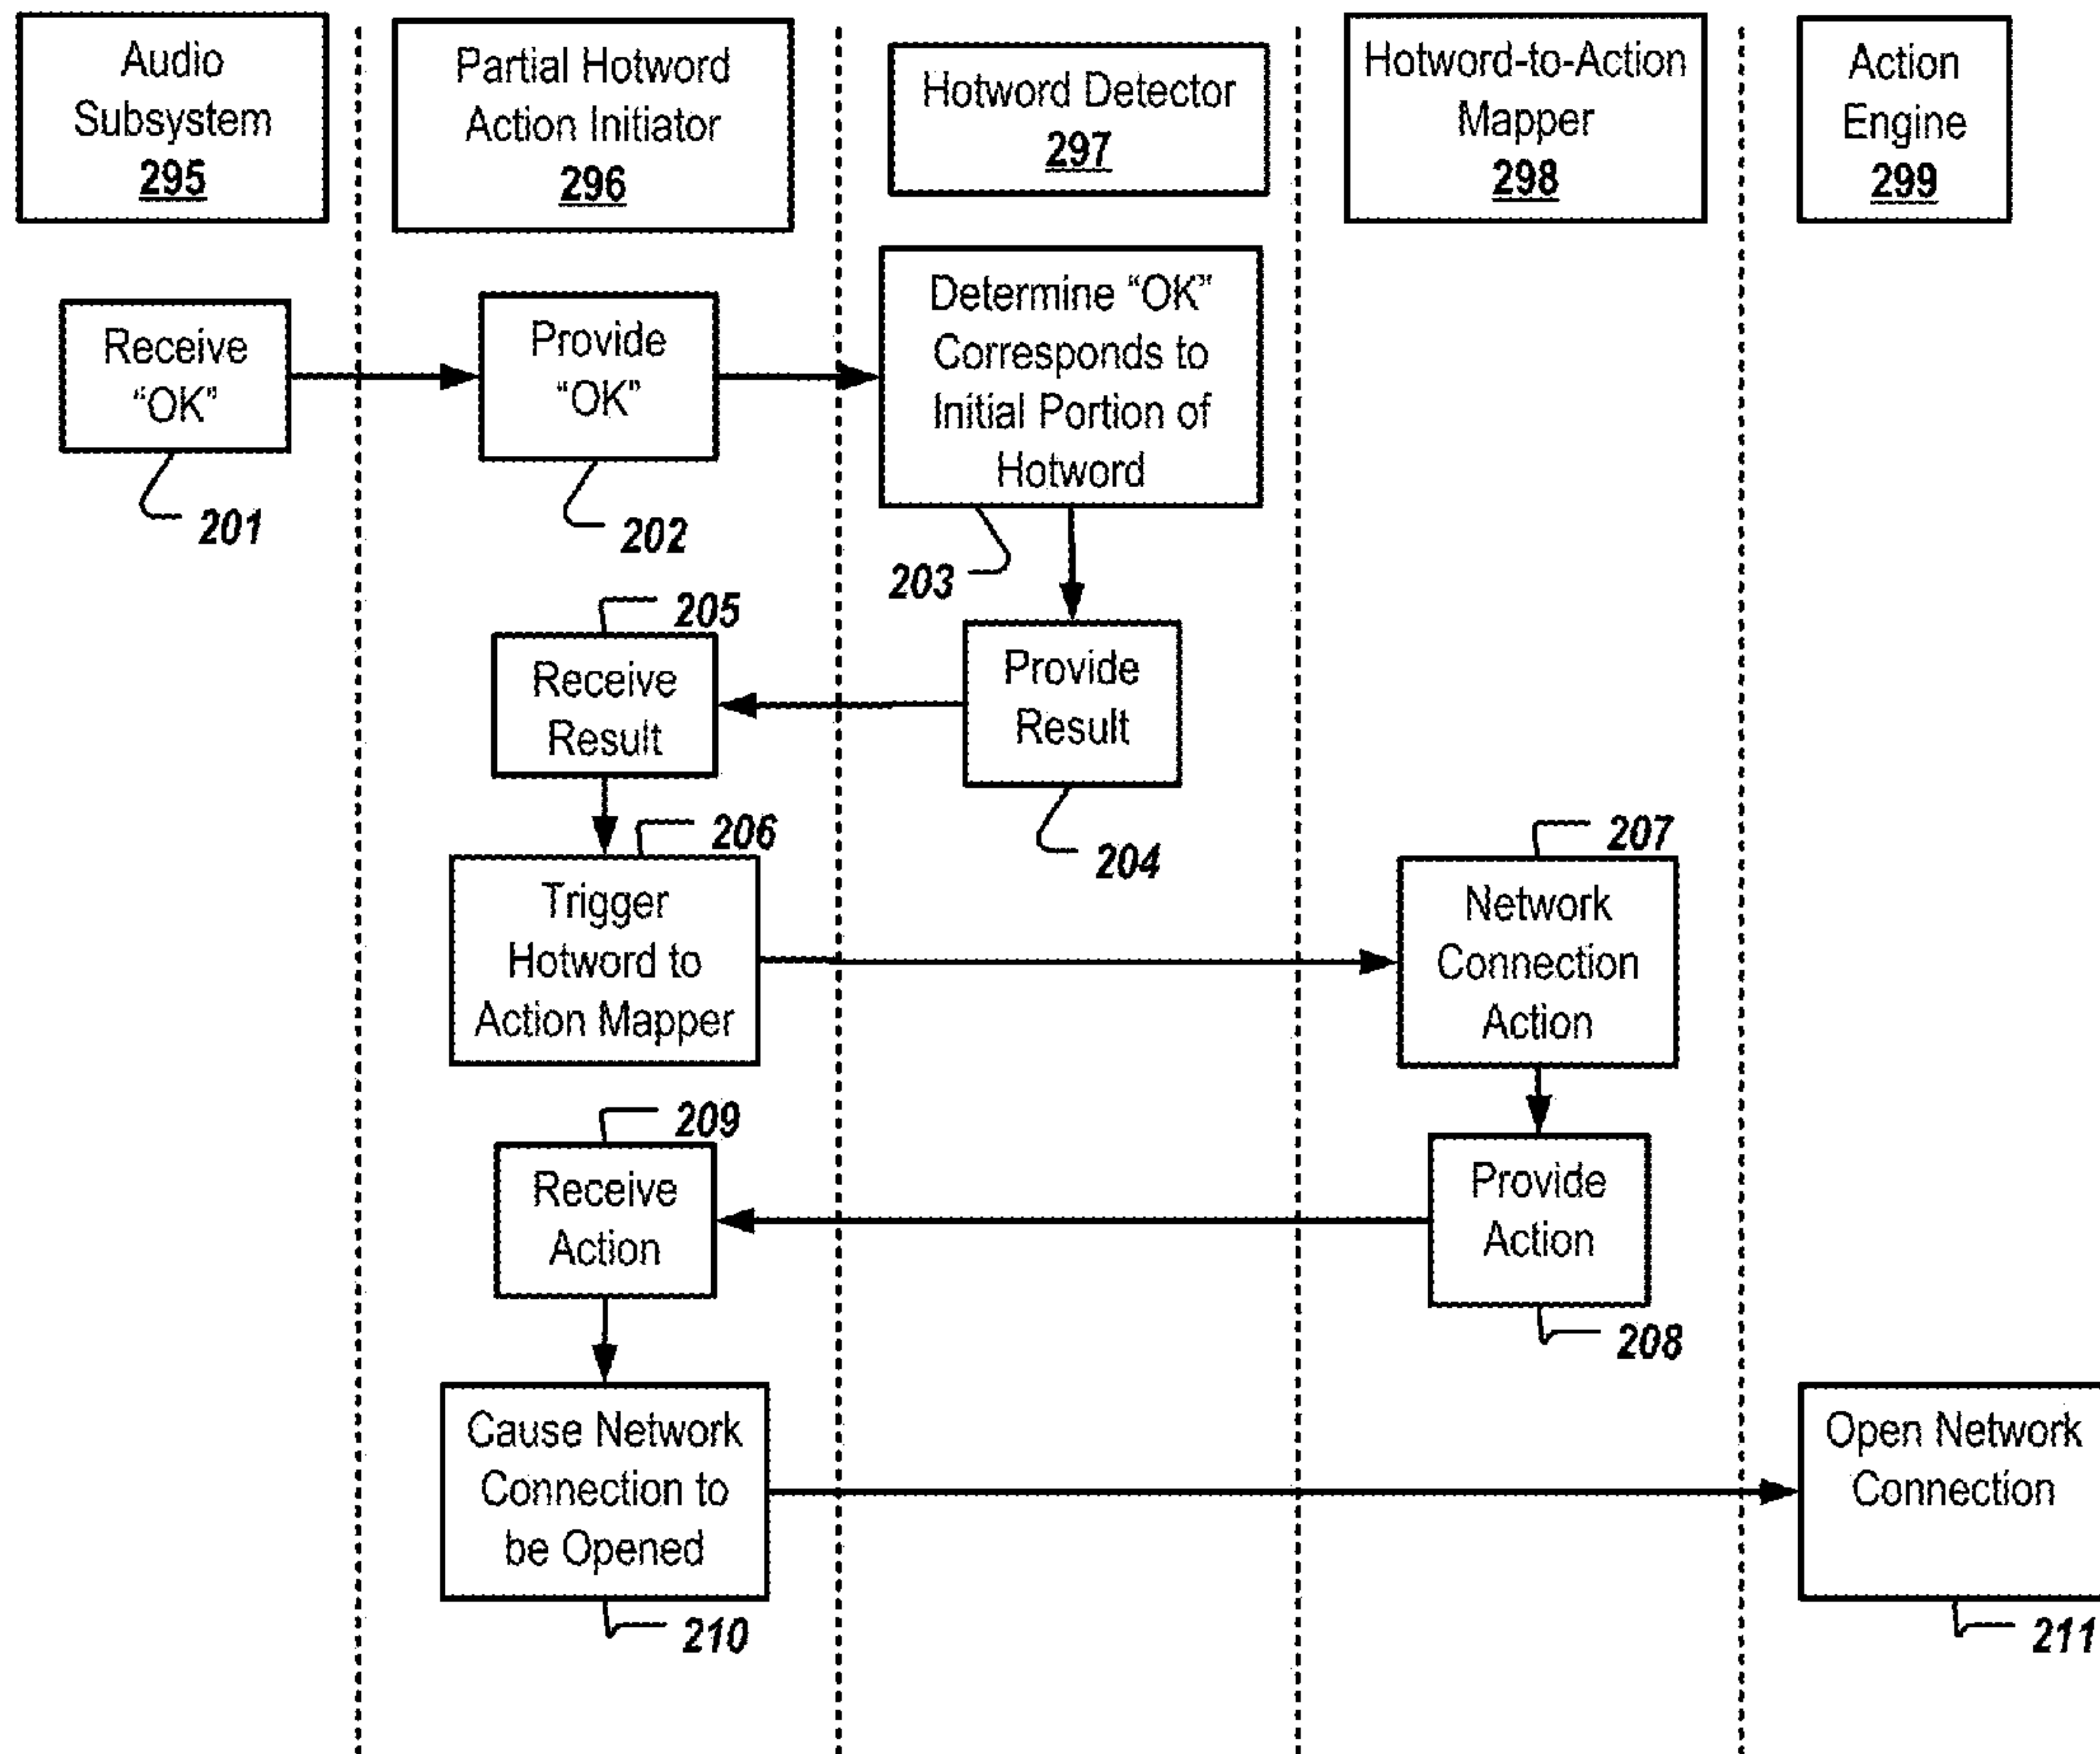 Audio
Subsystem
295
Partial Hotword
Action Initiator
296
Hotword Detector
297
Hotword-to-Action
Mapper
298
Action
Engine
299
Receive
“OK”
201
Provide
“OK”
202
Determine “OK”
Corresponds to
Initial Portion of
Hotword
203
Provide
Result
204
205
Receive
Result
206
Trigger
Hotword to
Action Mapper
207
Network
Connection
Action
Provide
Action
208
209
Receive
Action
Cause Network
Connection to
be Opened
210
Open Network
Connection
211